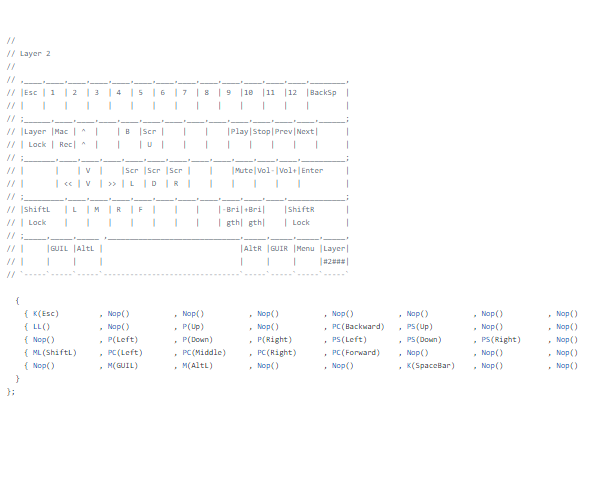 //
// Layer 2
//
// ,____,____,____,____,____,____,____,____,____,____,____,____,________,
// |Esc | 1  | 2  | 3  | 4  | 5  | 6  | 7  | 8  | 9  |10  |11  | 12  |BackSp  |
// |    |    |    |    |    |    |    |    |    |    |    |    |     |        |
// ;_____,____,____,____,____,____,____,____,____,____,____,____,____,______;
// |Layer |Mac | ^  |    | B  |Scr |    |    |    |Play|Stop|Prev|Next|      |
// | Lock | Rec| ^  |    |    | U  |    |    |    |    |    |    |    |      |
// ;_______,____,____,____,____,____,____,____,____,____,____,____,_________;
// |       |    | V  |    |Scr |Scr |Scr |    |    |Mute|Vol-|Vol+|Enter     |
// |       | << | V  | >> | L  | D  | R  |    |    |    |    |    |          |
// ;_________,____,____,____,____,____,____,____,____,____,____,____________;
// |ShiftL   | L  | M  | R  | F  |    |    |    |-Bri|+Bri|    |ShiftR      |
// | Lock    |    |    |    |    |    |    |    | gth| gth|    | Lock       |
// ;_____,_____,_____,_______________________________,_____,_____,_____,_____;
// |     |GUIL |AltL |                               |AltR |GUIR |Menu |Layer|
// |     |     |     |                               |     |     |     |#2###|
// `-----`-----`-----`-------------------------------`-----`-----`-----`-----`
{
{ K(Esc) , Nop() , Nop() , Nop() , Nop() , Nop() , Nop() , Nop()
{ LL() , Nop() , P(Up) , Nop() , PC(Backward) , PS(Up) , Nop() , Nop()
{ Nop() , P(Left) , P(Down) , P(Right) , PS(Left) , PS(Down) , PS(Right) , Nop()
{ ML(ShiftL) , PC(Left) , PC(Middle) , PC(Right) , PC(Forward) , Nop() , Nop() , Nop()
{ Nop() , M(GUIL) , M(AltL) , Nop() , Nop() , K(SpaceBar) , Nop() , Nop()
}
};